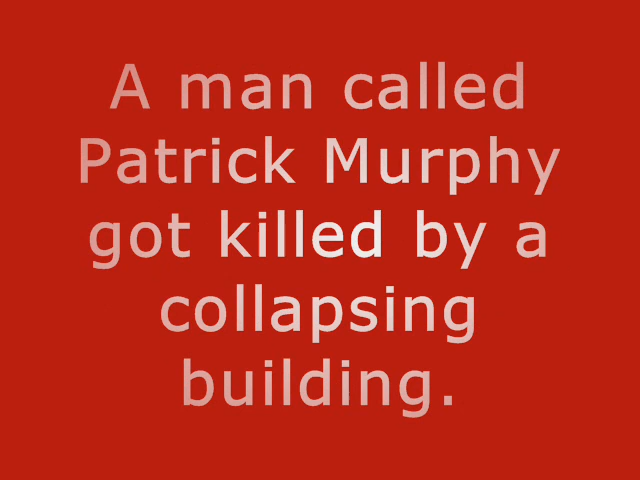 A man called
Patrick Murphy
got killed by a
collapsing
building.